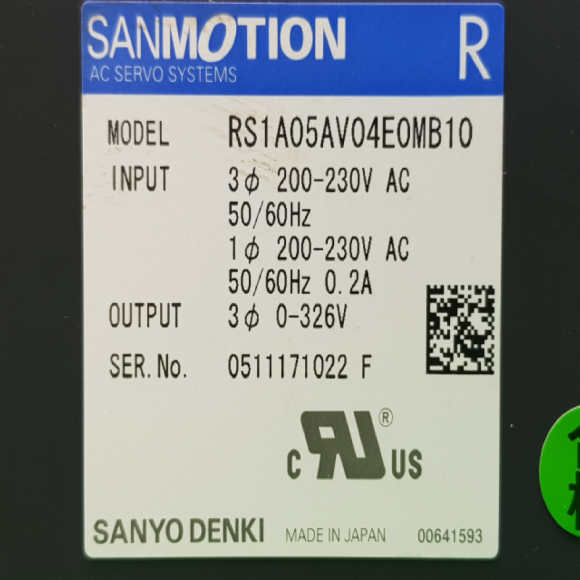 SANMOTION R
AC SERVO SYSTEMS
MODEL RS1A05AV04E0MB10
INPUT 3ϕ 200-230V AC
50/60Hz
1ϕ 200-230V AC
50/60Hz 0.2A
OUTPUT 3ϕ 0-326V
SER.No. 0511171022 F
c RU ® US
SANYO DENKI MADE IN JAPAN 00641593